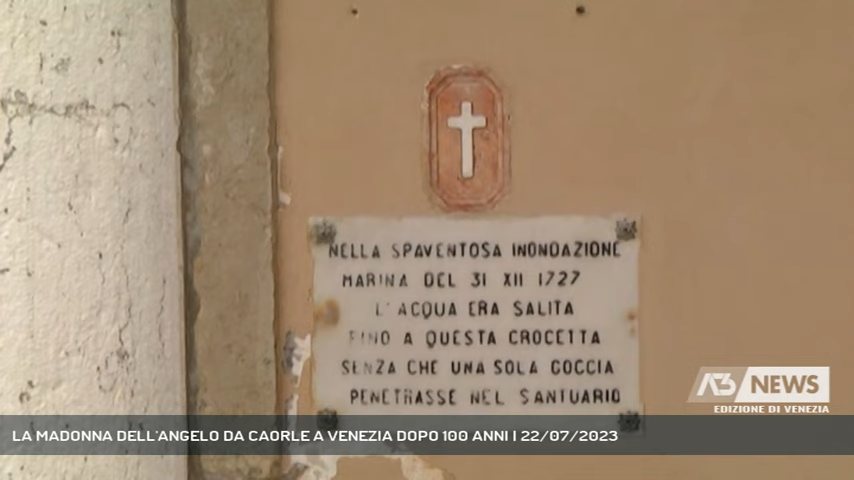 NELLA SPAVENTOSA INONDAZIONE
MARINA DEL 31 XII 1727
L'ACQUA ERA SALITA
FINO A QUESTA CROCETTA
SENZA CHE UNA SOLA GOCCIA
PENETRASSE NEL SANTUARIO
A3 NEWS
EDIZIONE DI VENEZIA
LA MADONNA DELL'ANGELO DA CAORLE A VENEZIA DOPO 100 ANNI | 22/07/2023